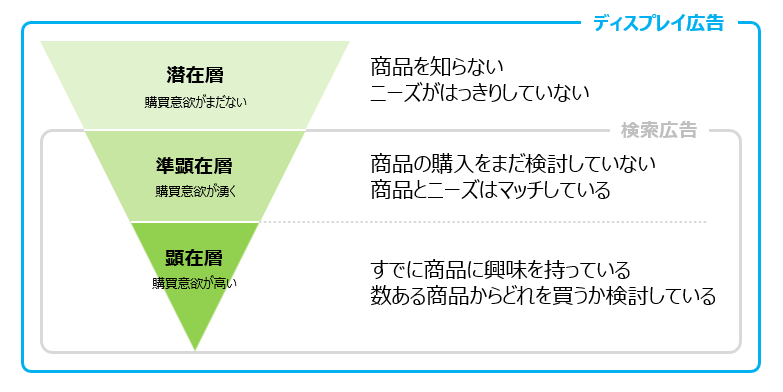 ディスプレイ広告
潜在層
購買意欲がまだない
商品を知らない
ニーズがはっきりしていない
検索広告
準顕在層
購買意欲が湧く
商品の購入をまだ検討していない
商品とニーズはマッチしている
顕在層
購買意欲が高い
すでに商品に興味を持っている
数ある商品からどれを買うか検討している